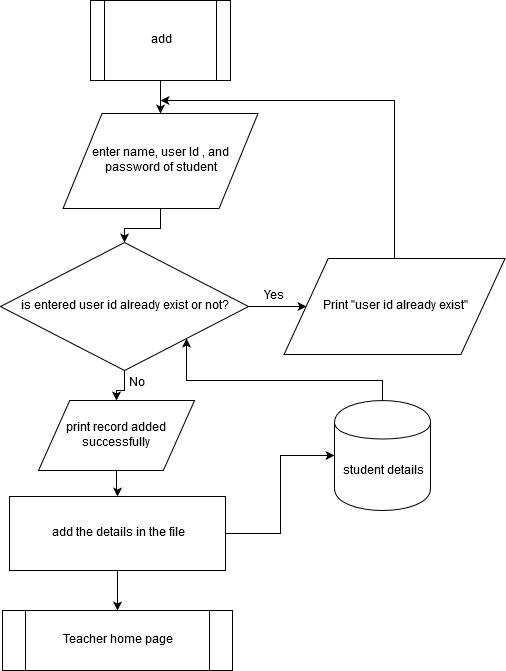 add
enter name, user Id , and
password of student
is entered user id already exist or not?
Yes
Print "user id already exist"
No
print record added
successfully
student details
add the details in the file
Teacher home page